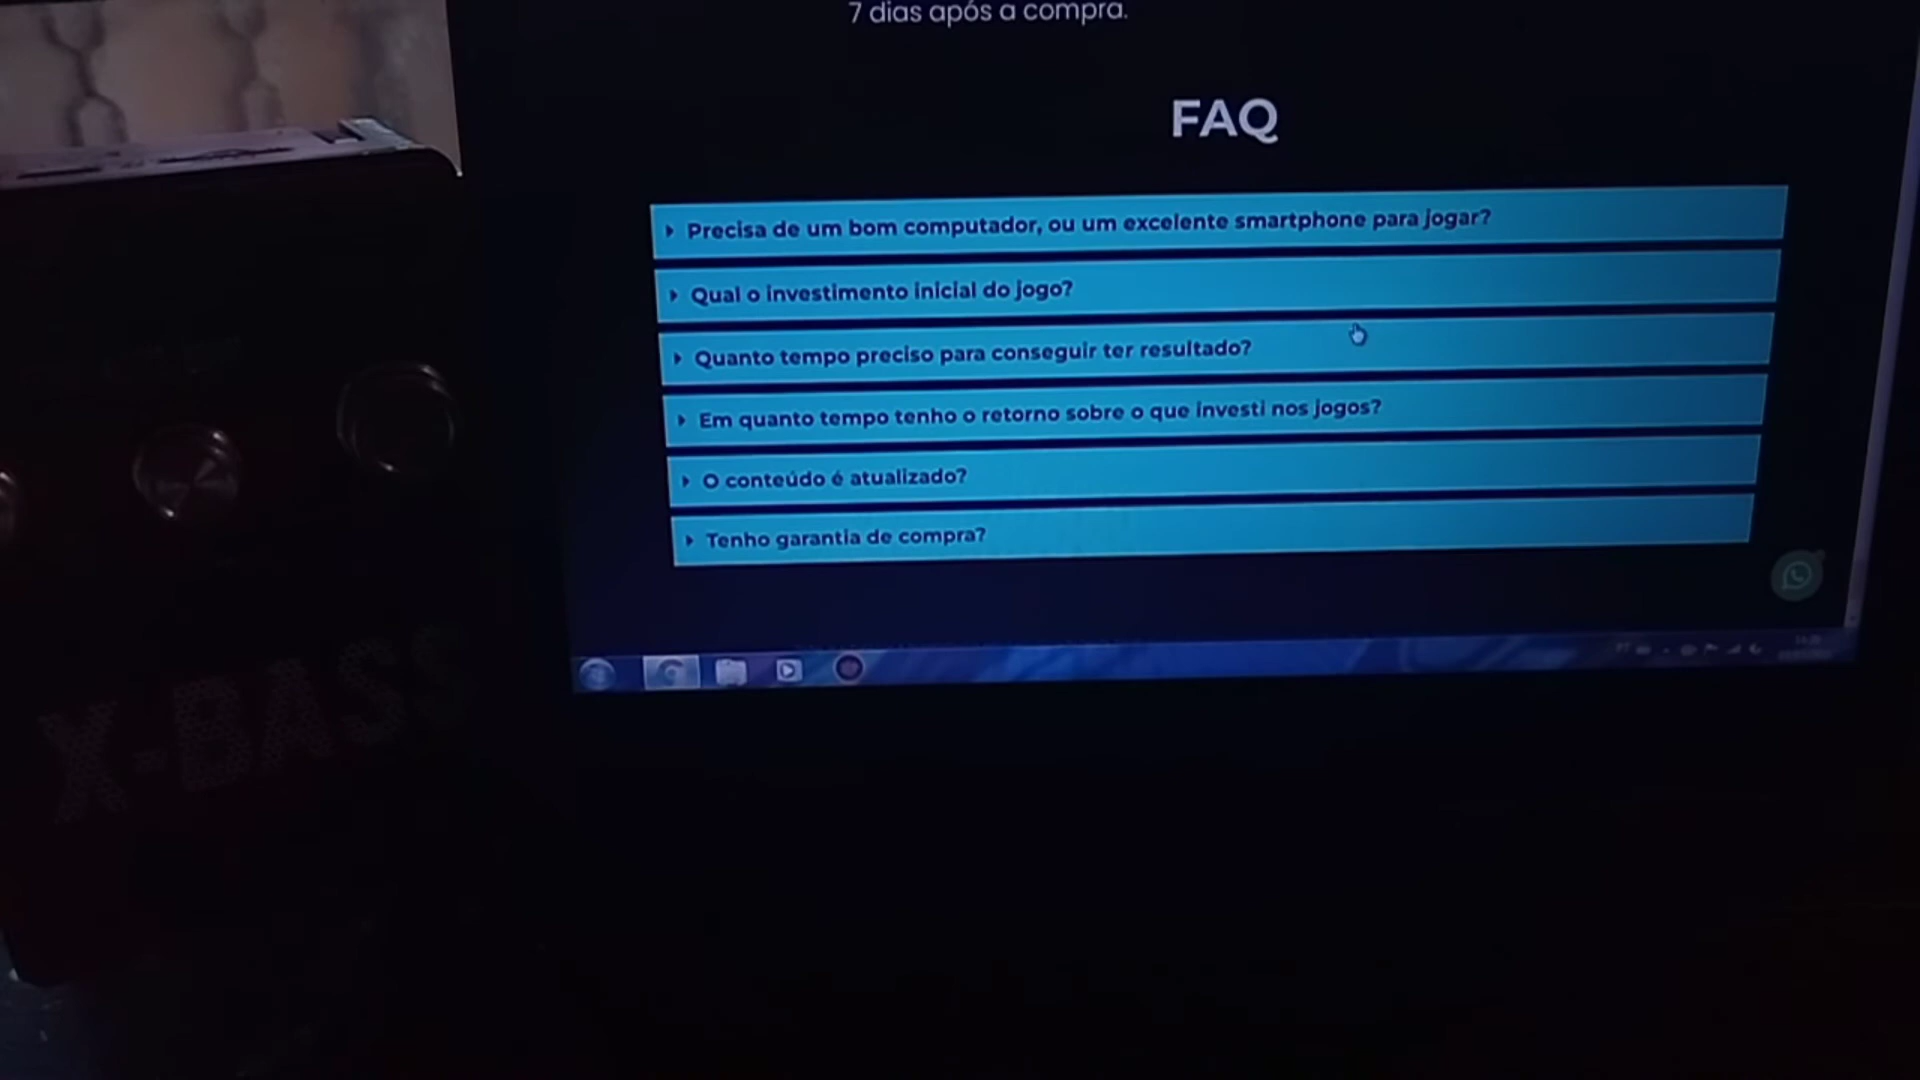 7 dias após a compra.
FAQ
Precisa de um bom computador, ou um excelente smartphone para jogar?
Qual o investimento inicial do jogo?
Quanto tempo preciso para conseguir ter resultado?
Em quanto tempo tenho o retorno sobre o que investi nos jogos?
O conteúdo é atualizado?
Tenho garantia de compra?
X-BASS